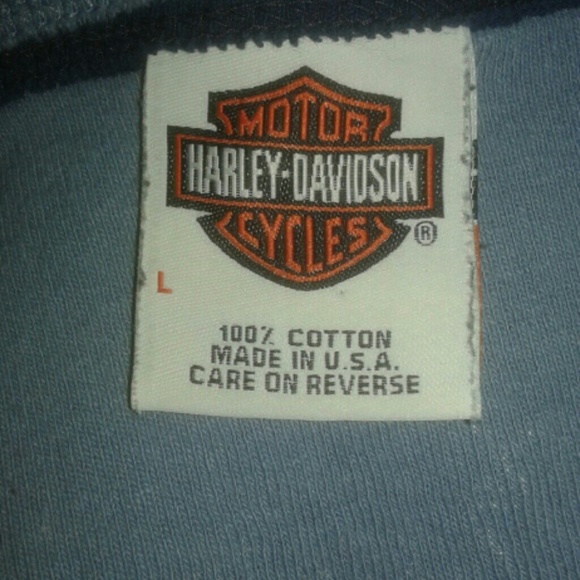 MOTOR
HARLEY-DAVIDSON
CYCLES
®
L
100% COTTON
MADE IN U.S.A.
CARE ON REVERSE